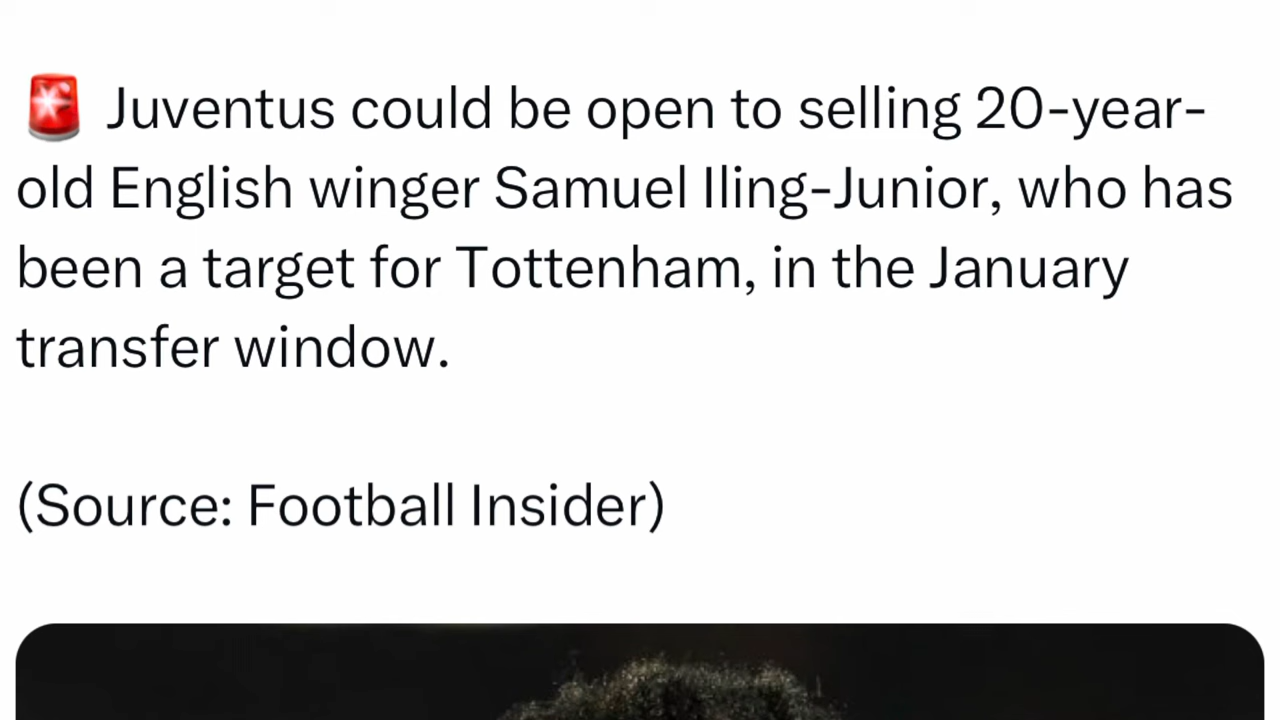 🚨 Juventus could be open to selling 20-year-
old English winger Samuel Iling-Junior, who has
been a target for Tottenham, in the January
transfer window.
(Source: Football Insider)